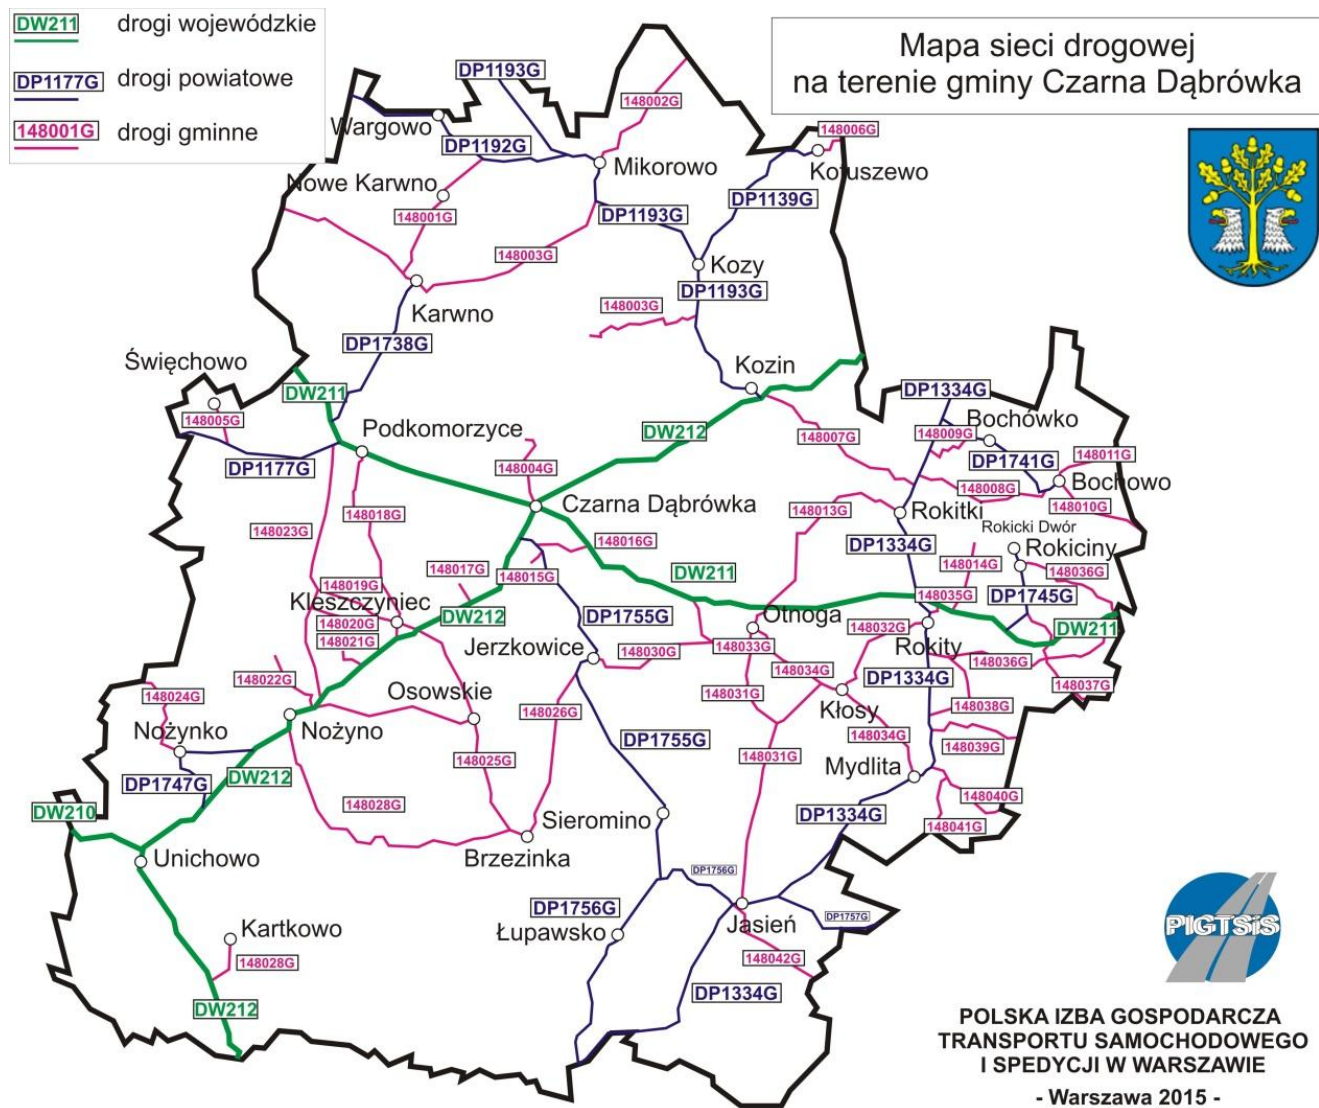 DW211 drogi wojewódzkie
DP1177G drogi powiatowe
148001G drogi gminne
Mapa sieci drogowej
na terenie gminy Czarna Dąbrówka
DP1193G
148002G
Wargowo
DP1192G
148006G
Mikorowo
Kotuszewo
Nowe Karwno
DP1139G
148001G
DP1193G
148003G
Kozy
DP1193G
148003G
Karwno
DP1738G
Święchowo
Kozin
DW211
DP1334G
148005G
Podkomorzyce
DW212
148007G
148009G
Bochówko
DP1177G
148004G
DP1741G
148011G
148008G
Bochowo
Czarna Dąbrówka
148013G
Rokitki
148010G
148018G
148023G
Rokicki Dwór
148016G
DP1334G
Rokiciny
148017G
148015G
DW211
148014G
148036G
148019G
Kleszczyniec
DW212
DP1755G
148035G
DP1745G
148020G
Otnoga
148032G
DW211
148021G
Jerzkowice
148030G
148033G
Rokity
148036G
148022G
148034G
DP1334G
148037G
148024G
Osowskie
148031G
Kłosy
148038G
148026G
Nożynko
Nożyno
DP1755G
148034G
148039G
148025G
148031G
DP1747G
DW212
Mydlita
148028G
148040G
DW210
Sieromino
DP1334G
148041G
Unichowo
Brzezinka
DP1756G
DP1756G
DP1757G
Kartkowo
Łupawsko
Jasień
148028G
148042G
DW212
DP1334G
PIGTSiS
POLSKA IZBA GOSPODARCZA
TRANSPORTU SAMOCHODOWEGO
I SPEDYCJI W WARSZAWIE
- Warszawa 2015 -